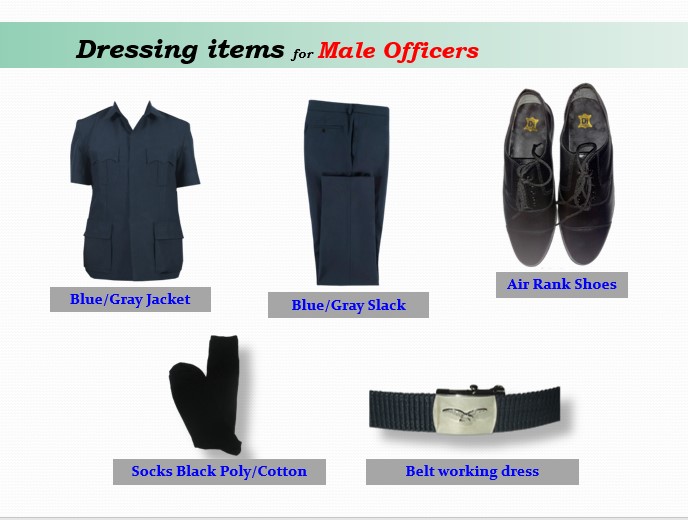 Dressing items for Male Officers
Blue/Gray Jacket
Blue/Gray Slack
Air Rank Shoes
Socks Black Poly/Cotton
Belt working dress